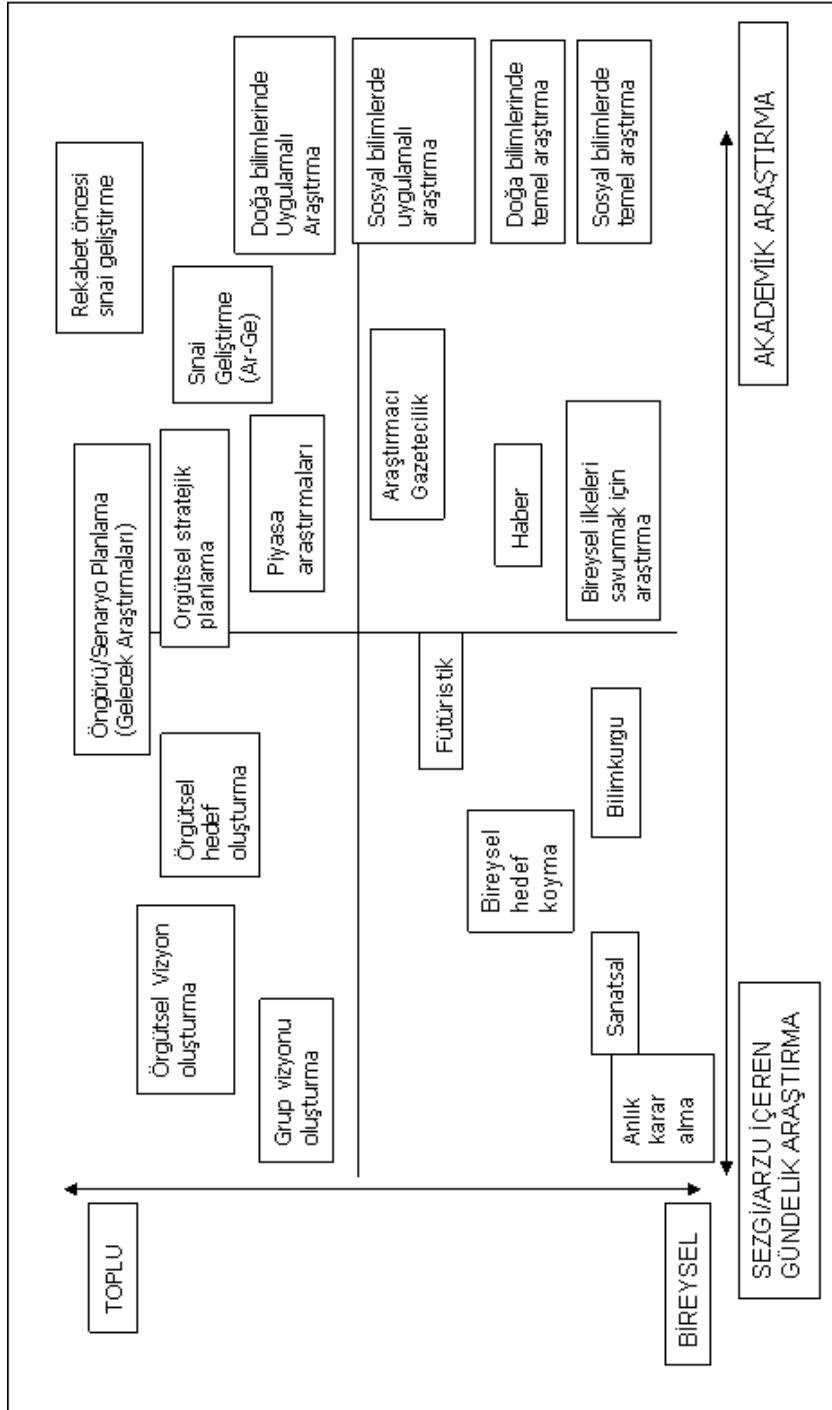 TOPLU
BİREYSEL
Örgütsel Vizyon
oluşturma
Grup vizyonu
oluşturma
Örgütsel
hedef
oluşturma
Öngörü/Senaryo Planlama
(Gelecek Araştırmaları)
Orgütsel stratejik
planlama
Piyasa
araştırmaları
Rekabet öncesi
sınai geliştirme
Sınai
Geliştirme
(Ar-Ge)
Doğa bilimlerinde
Uygulamalı
Araşıtrma
Sosyal bilimlerde
uygulamalı
araştırma
Doğa bilimlerinde
temel araştırma
Sosyal bilimlerde
temel araştırma
Araştırmacı
Gazetecilik
Haber
Bireysel ilkeleri
savunmak için
araştırma
Fütüristik
Bilimkurgu
Bireysel
hedef
koyma
Sanatsal
Anlık
karar
alma
SEZGİ/ARZU İÇEREN
GÜNDELİK ARAŞTIRMA
AKADEMİK ARAŞTIRMA